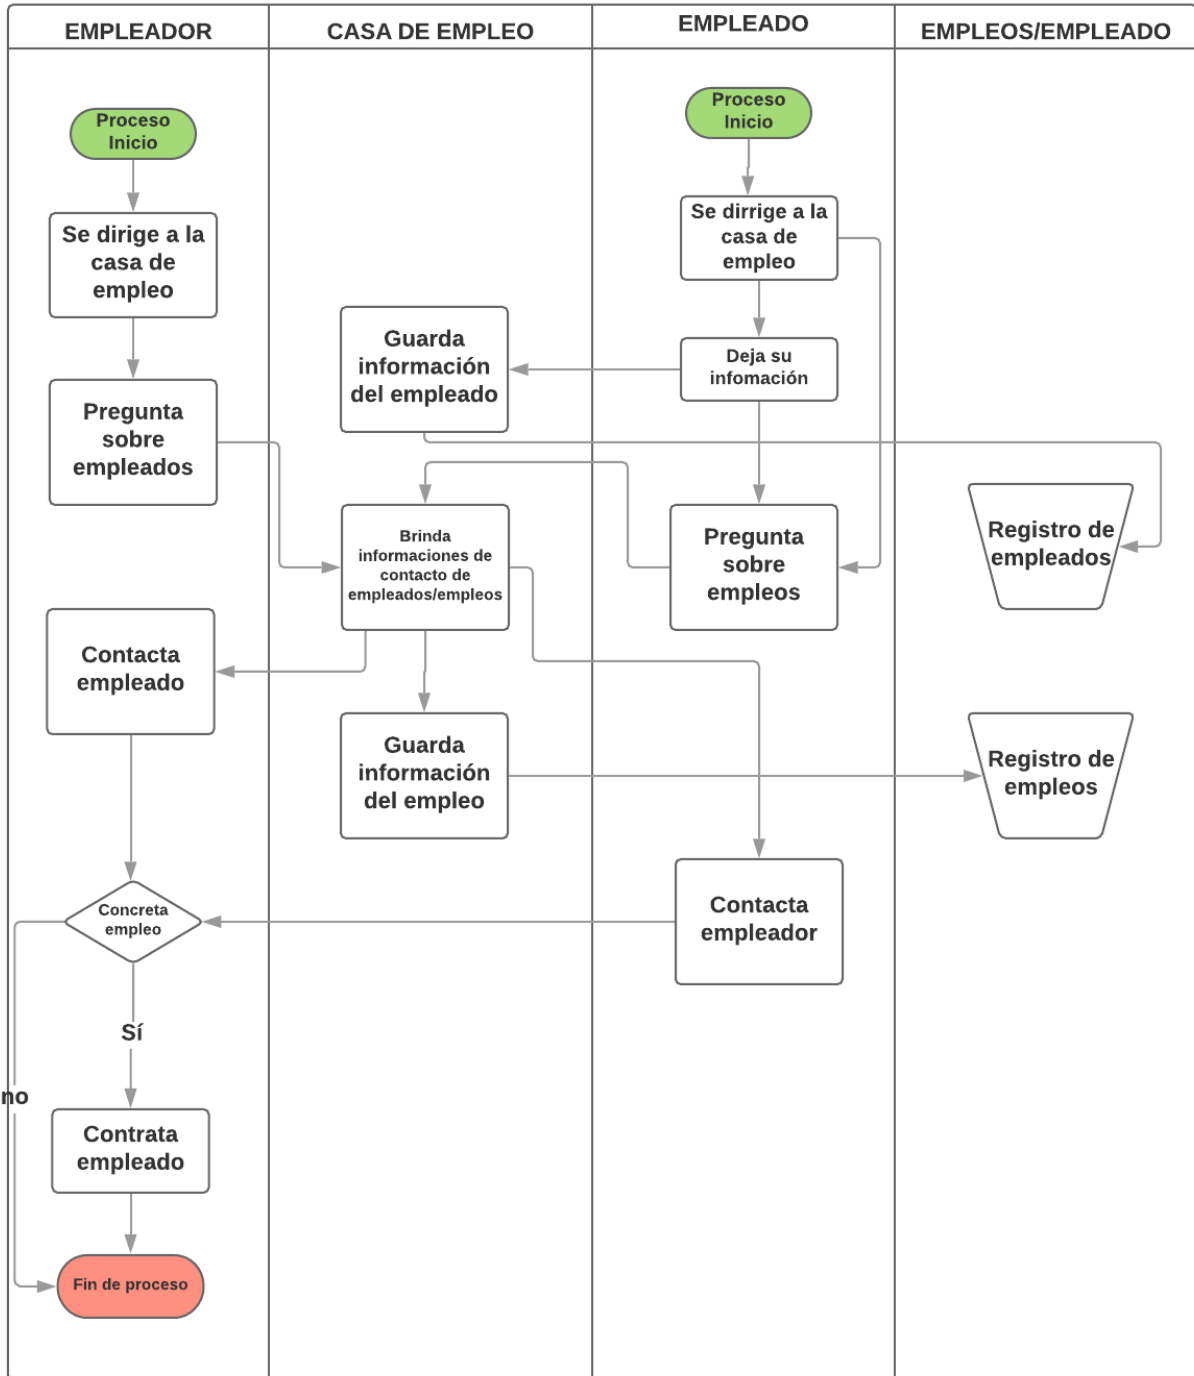 EMPLEADOR
CASA DE EMPLEO
EMPLEADO
EMPLEOS/EMPLEADO
Proceso
Inicio
Proceso
Inicio
Se dirige a la
casa de
empleo
Se dirrige a la
casa de
empleo
Guarda
información
del empleado
Deja su
infomación
Pregunta
sobre
empleados
Brinda
informaciones de
contacto de
empleados/empleos
Pregunta
sobre
empleos
Registro de
empleados
Contacta
empleado
Guarda
información
del empleo
Registro de
empleos
Concreta
empleo
Contacta
empleador
Sí
no
Contrata
empleado
Fin de proceso